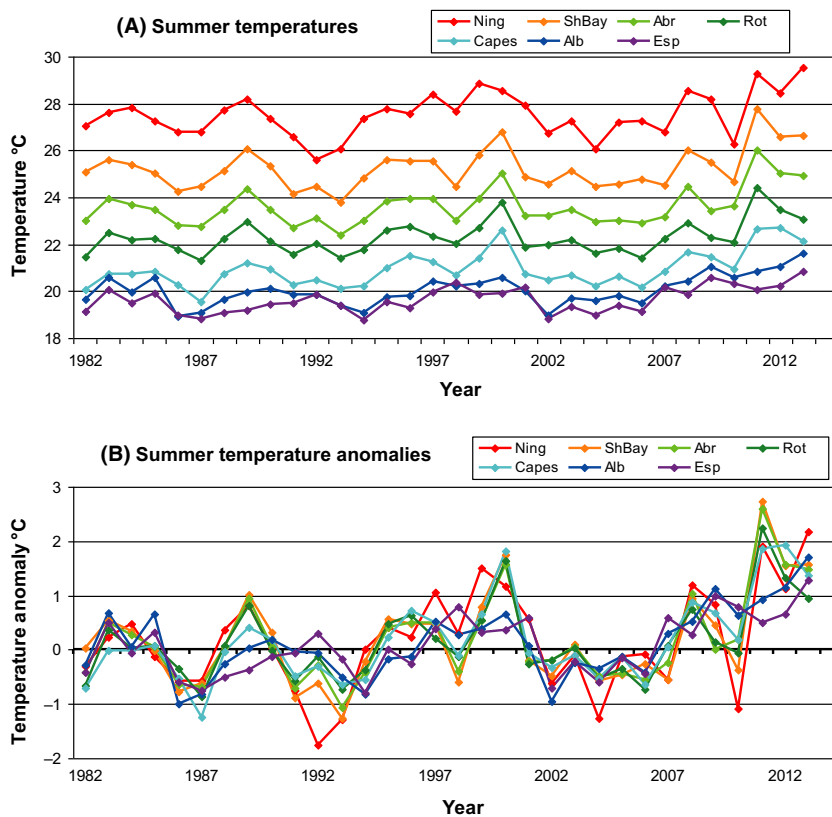 (A) Summer temperatures
Ning ShBay Abr Rot
Capes Alb Esp
30
28
26
24
22
20
18
Temperature °C
1982 1987 1992 1997 2002 2007 2012
Year
(B) Summer temperature anomalies
Ning ShBay Abr Rot
Capes Alb Esp
3
2
1
0
–1
–2
Temperature anomaly °C
1982 1987 1992 1997 2002 2007 2012
Year